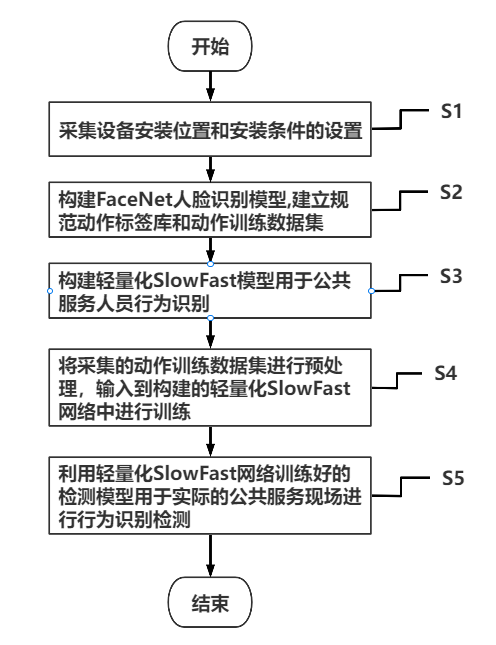 开始
采集设备安装位置和安装条件的设置
S1
构建FaceNet人脸识别模型,建立规
范动作标签库和动作训练数据集
S2
构建轻量化SlowFast模型用于公共
服务人员行为识别
S3
将采集的动作训练数据集进行预处
理，输入到构建的轻量化SlowFast
网络中进行训练
S4
利用轻量化SlowFast网络训练好的
检测模型用于实际的公共服务现场进
行行为识别检测
S5
结束